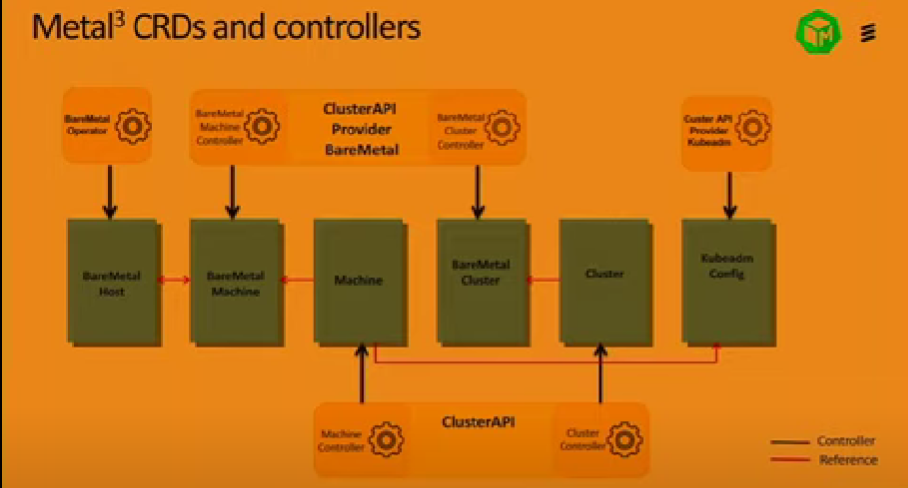 Metal³ CRDs and controllers
M
BareMetal
Operator
BareMetal
Machine
Controller
ClusterAPI
Provider
BareMetal
BareMetal
Cluster
Controller
Custer API
Provider
Kubeadm
BareMetal
Host
BareMetal
Machine
Machine
BareMetal
Cluster
Cluster
Kubeadm
Config
Machine
Controller
ClusterAPI
Cluster
Controller
Controller
Reference